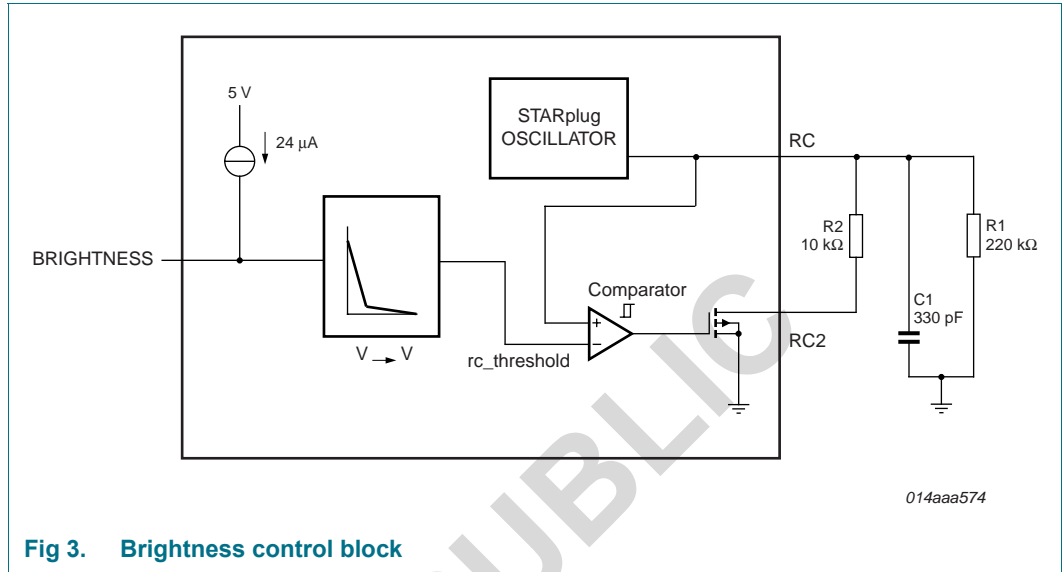 5 V
24 μA
STARplug
OSCILLATOR
RC
BRIGHTNESS
R2
10 kΩ
R1
220 kΩ
C1
330 pF
Comparator
V → V
rc_threshold
RC2
PUBLIC
014aaa574
Fig 3. Brightness control block